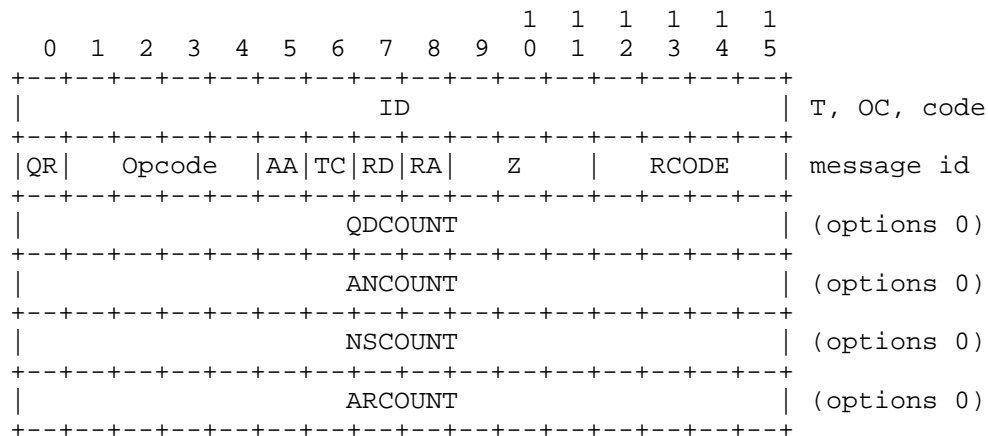 1  1  1  1  1  1
  0  1  2  3  4  5  6  7  8  9  0  1  2  3  4  5
+--+--+--+--+--+--+--+--+--+--+--+--+--+--+--+--+
|                      ID                       | T, OC, code
+--+--+--+--+--+--+--+--+--+--+--+--+--+--+--+--+
|QR|   Opcode  |AA|TC|RD|RA|   Z    |   RCODE   | message id
+--+--+--+--+--+--+--+--+--+--+--+--+--+--+--+--+
|                    QDCOUNT                    | (options 0)
+--+--+--+--+--+--+--+--+--+--+--+--+--+--+--+--+
|                    ANCOUNT                    | (options 0)
+--+--+--+--+--+--+--+--+--+--+--+--+--+--+--+--+
|                    NSCOUNT                    | (options 0)
+--+--+--+--+--+--+--+--+--+--+--+--+--+--+--+--+
|                    ARCOUNT                    | (options 0)
+--+--+--+--+--+--+--+--+--+--+--+--+--+--+--+--+